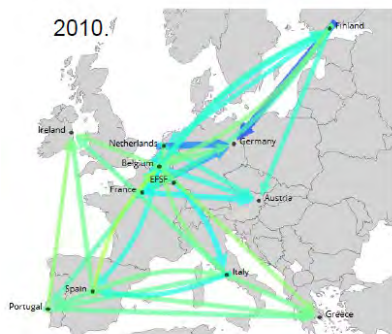 2010.
Finland
Ireland
Netherlands
Germany
Belgium
EFSF
France
Austria
Italy
Spain
Portugal
Greece